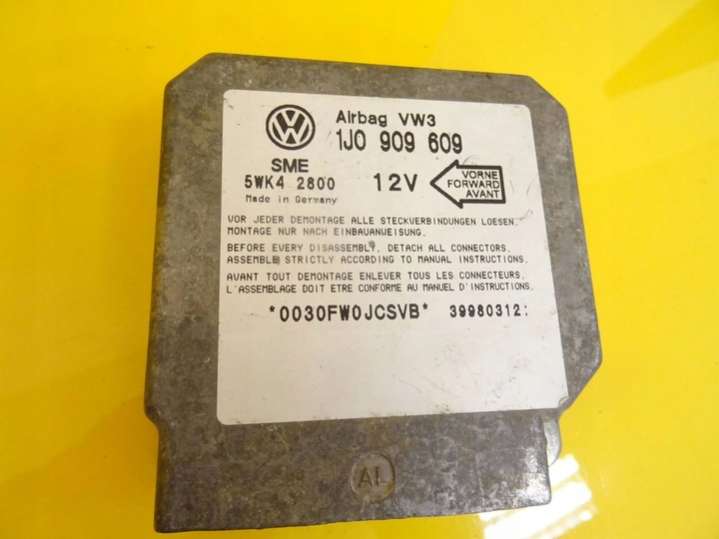 Airbag VW3
1J0 909 609
SME
5WK4 2800
12V
VORNE
FORWARD
AVANT
Made in Germany
VOR JEDER DEMONTAGE ALLE STECKVERBINDUNGEN LOESEN.
MONTAGE NUR NACH EINBAUANWEISUNG.
BEFORE EVERY DISASSEMBLY, DETACH ALL CONNECTORS.
ASSEMBLE STRICTLY ACCORDING TO MANUAL INSTRUCTIONS.
AVANT TOUT DEMONTAGE ENLEVER TOUS LES CONNECTEURS.
L'ASSEMBLAGE DOIT ETRE CONFORME AU MANUEL D'INSTRUCTIONS.
*0030FW0JCSVB* 39980312:
AL